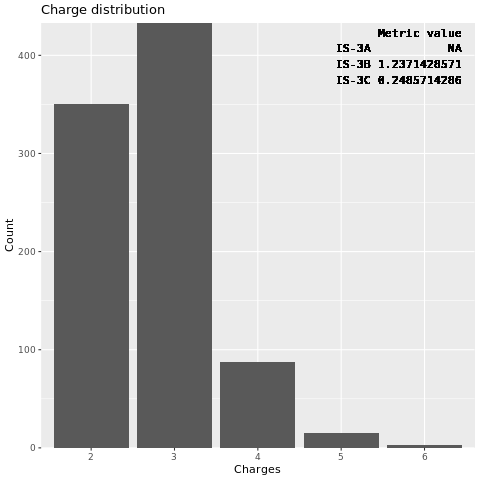 Charge distribution
Metric value
IS-3A NA
IS-3B 1.2371428571
IS-3C 0.2485714286
400
300
200
100
0
Count
2 3 4 5 6
Charges